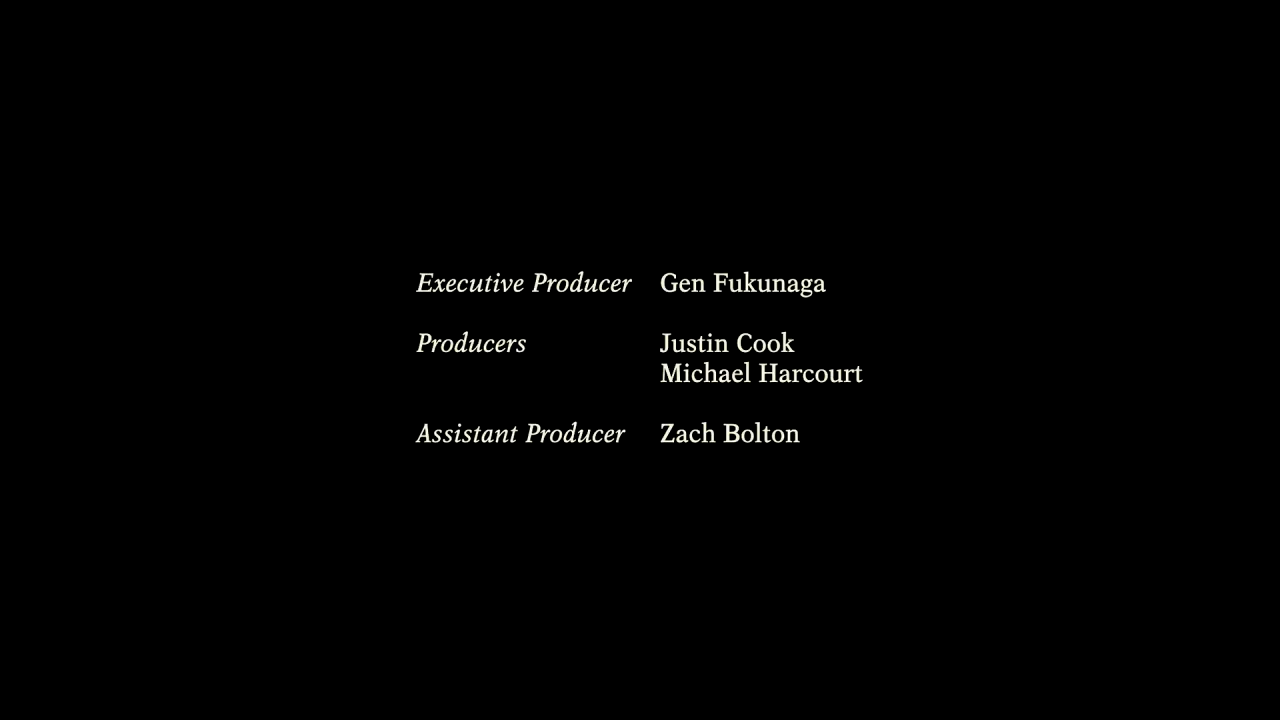 Executive Producer Gen Fukunaga
Producers Justin Cook
Michael Harcourt
Assistant Producer Zach Bolton